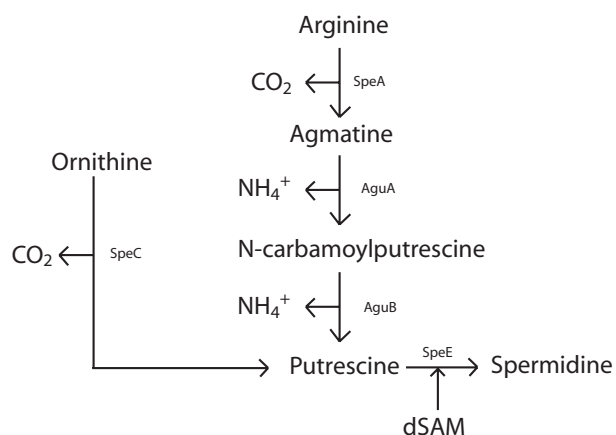 Arginine
CO₂
SpeA
Agmatine
Ornithine
NH₄⁺
AguA
CO₂
SpeC
N-carbamoylputrescine
NH₄⁺
AguB
Putrescine
SpeE
Spermidine
dSAM